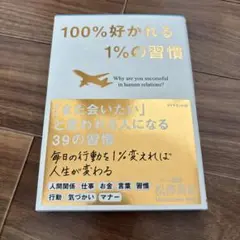 100%好かれる
1%の習慣
Why are you successful
in human relations?
「また会いたい」
と言われる人になる
39の習慣
毎日の行動を1%変えれば
人生が変わる
人間関係 仕事 お金 言葉 習慣
行動 気づかい マナー